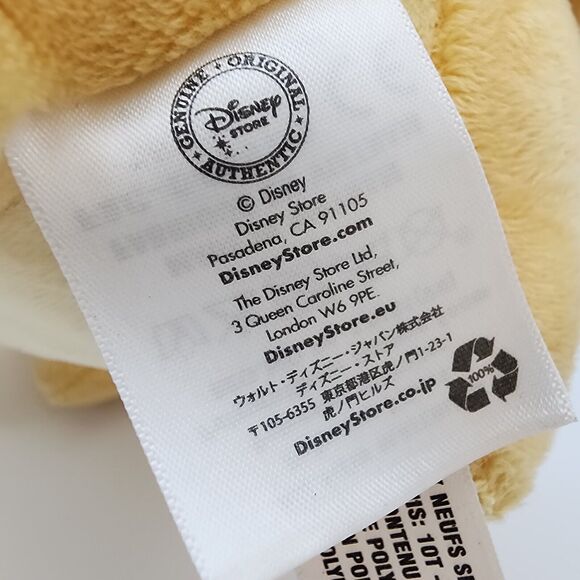 GENUINE • ORIGINAL • AUTHENTIC •
Disney
STORE
© Disney
Disney Store
Pasadena, CA 91105
DisneyStore.com
The Disney Store Ltd,
3 Queen Caroline Street,
London W6 9PE.
DisneyStore.eu
ウォルト・ディズニー・ジャパン株式会社
ディズニー・ストア
〒105-6355 東京都港区虎ノ門1-23-1
虎ノ門ヒルズ
DisneyStore.co.jp
100%
NEUFS
10T